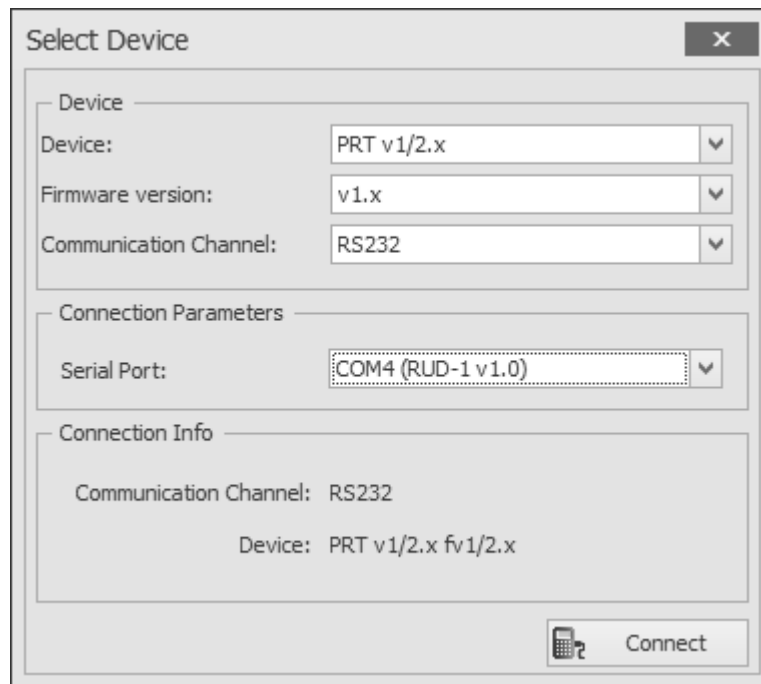 Select Device
Device
Device: PRT v1/2.x
Firmware version: v1.x
Communication Channel: RS232
Connection Parameters
Serial Port: COM4 (RUD-1 v1.0)
Connection Info
Communication Channel: RS232
Device: PRT v1/2.x fv1/2.x
Connect